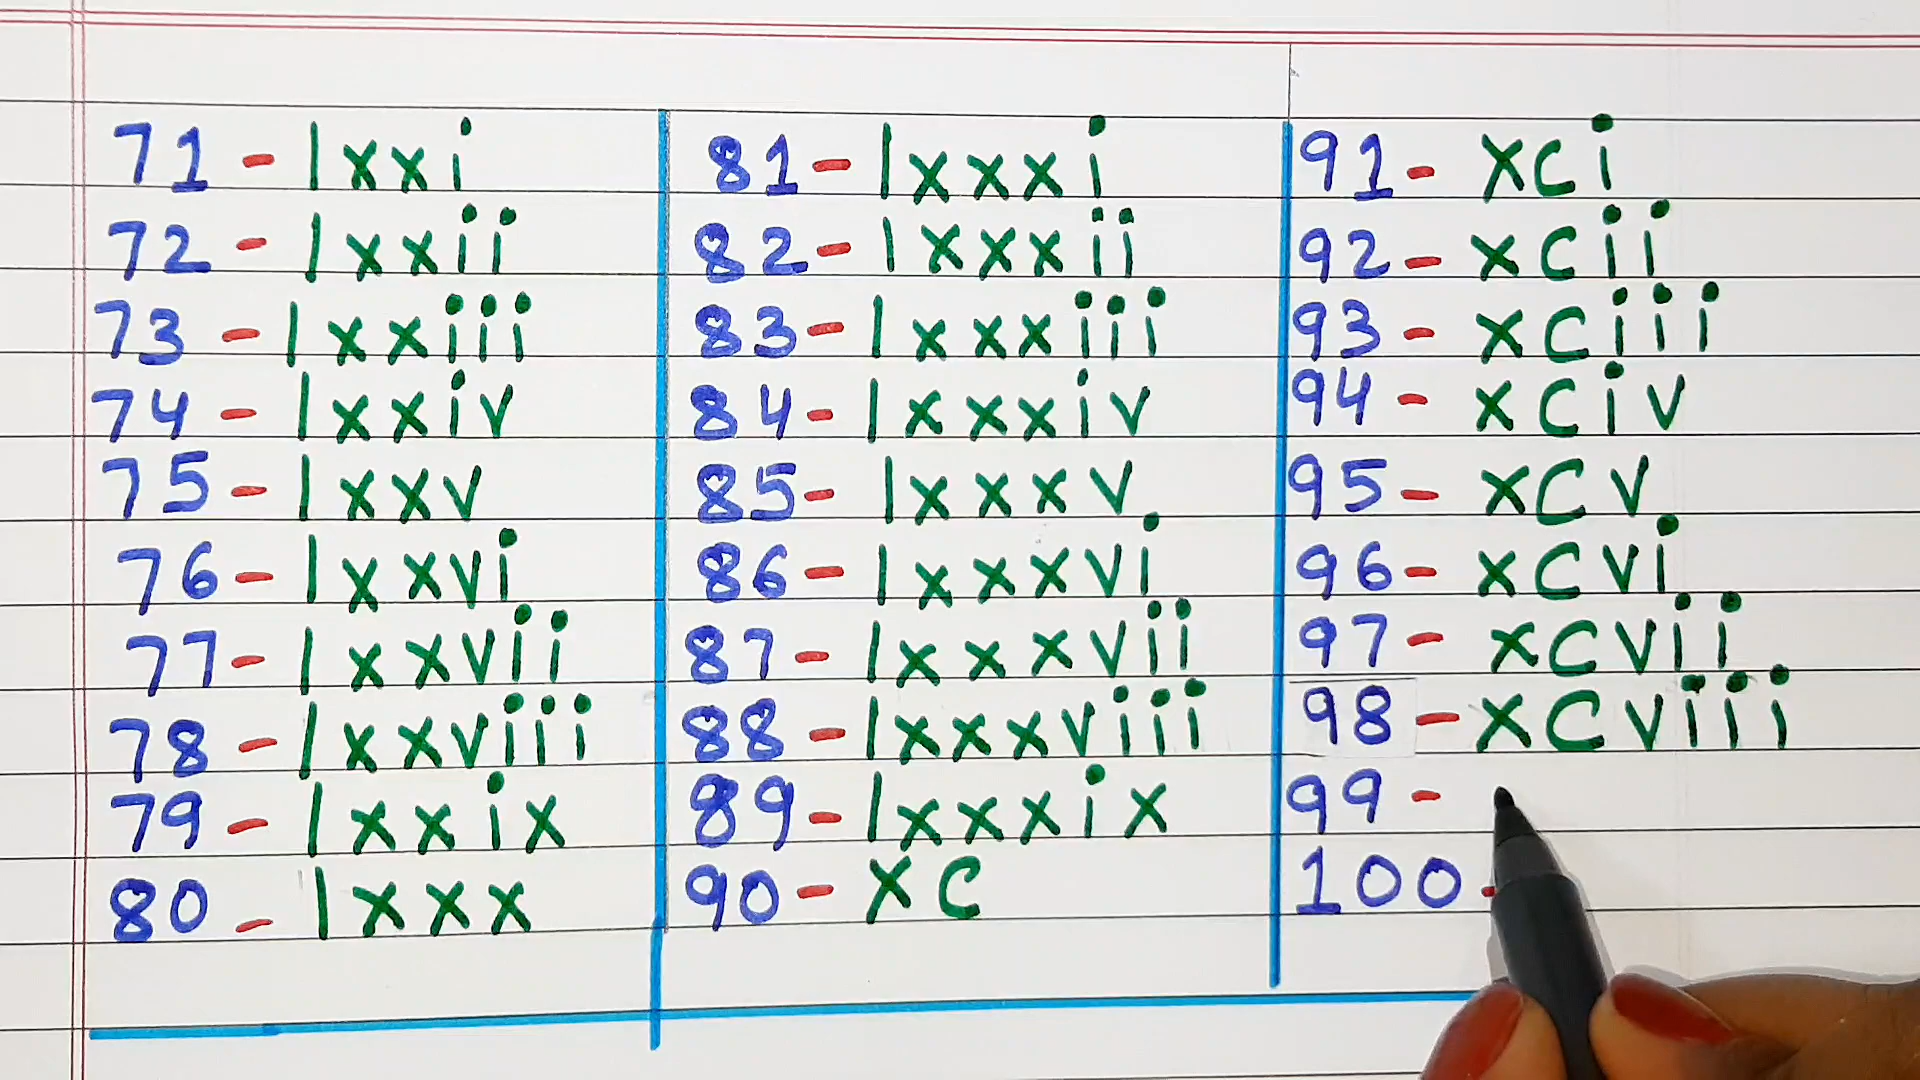 71 - lxxi
72 - lxxii
73 - lxxiii
74 - lxxiv
75 - lxxv
76 - lxxvi
77 - lxxvii
78 - lxxviii
79 - lxxix
80 - lxxx
81 - lxxxi
82 - lxxxii
83 - lxxxiii
84 - lxxxiv
85 - lxxxv
86 - lxxxvi
87 - lxxxvii
88 - lxxxviii
89 - lxxxix
90 - xc
91 - xci
92 - xcii
93 - xciii
94 - xciv
95 - xcv
96 - xcvi
97 - xcvii
98 - xcviii
99 -
100 -